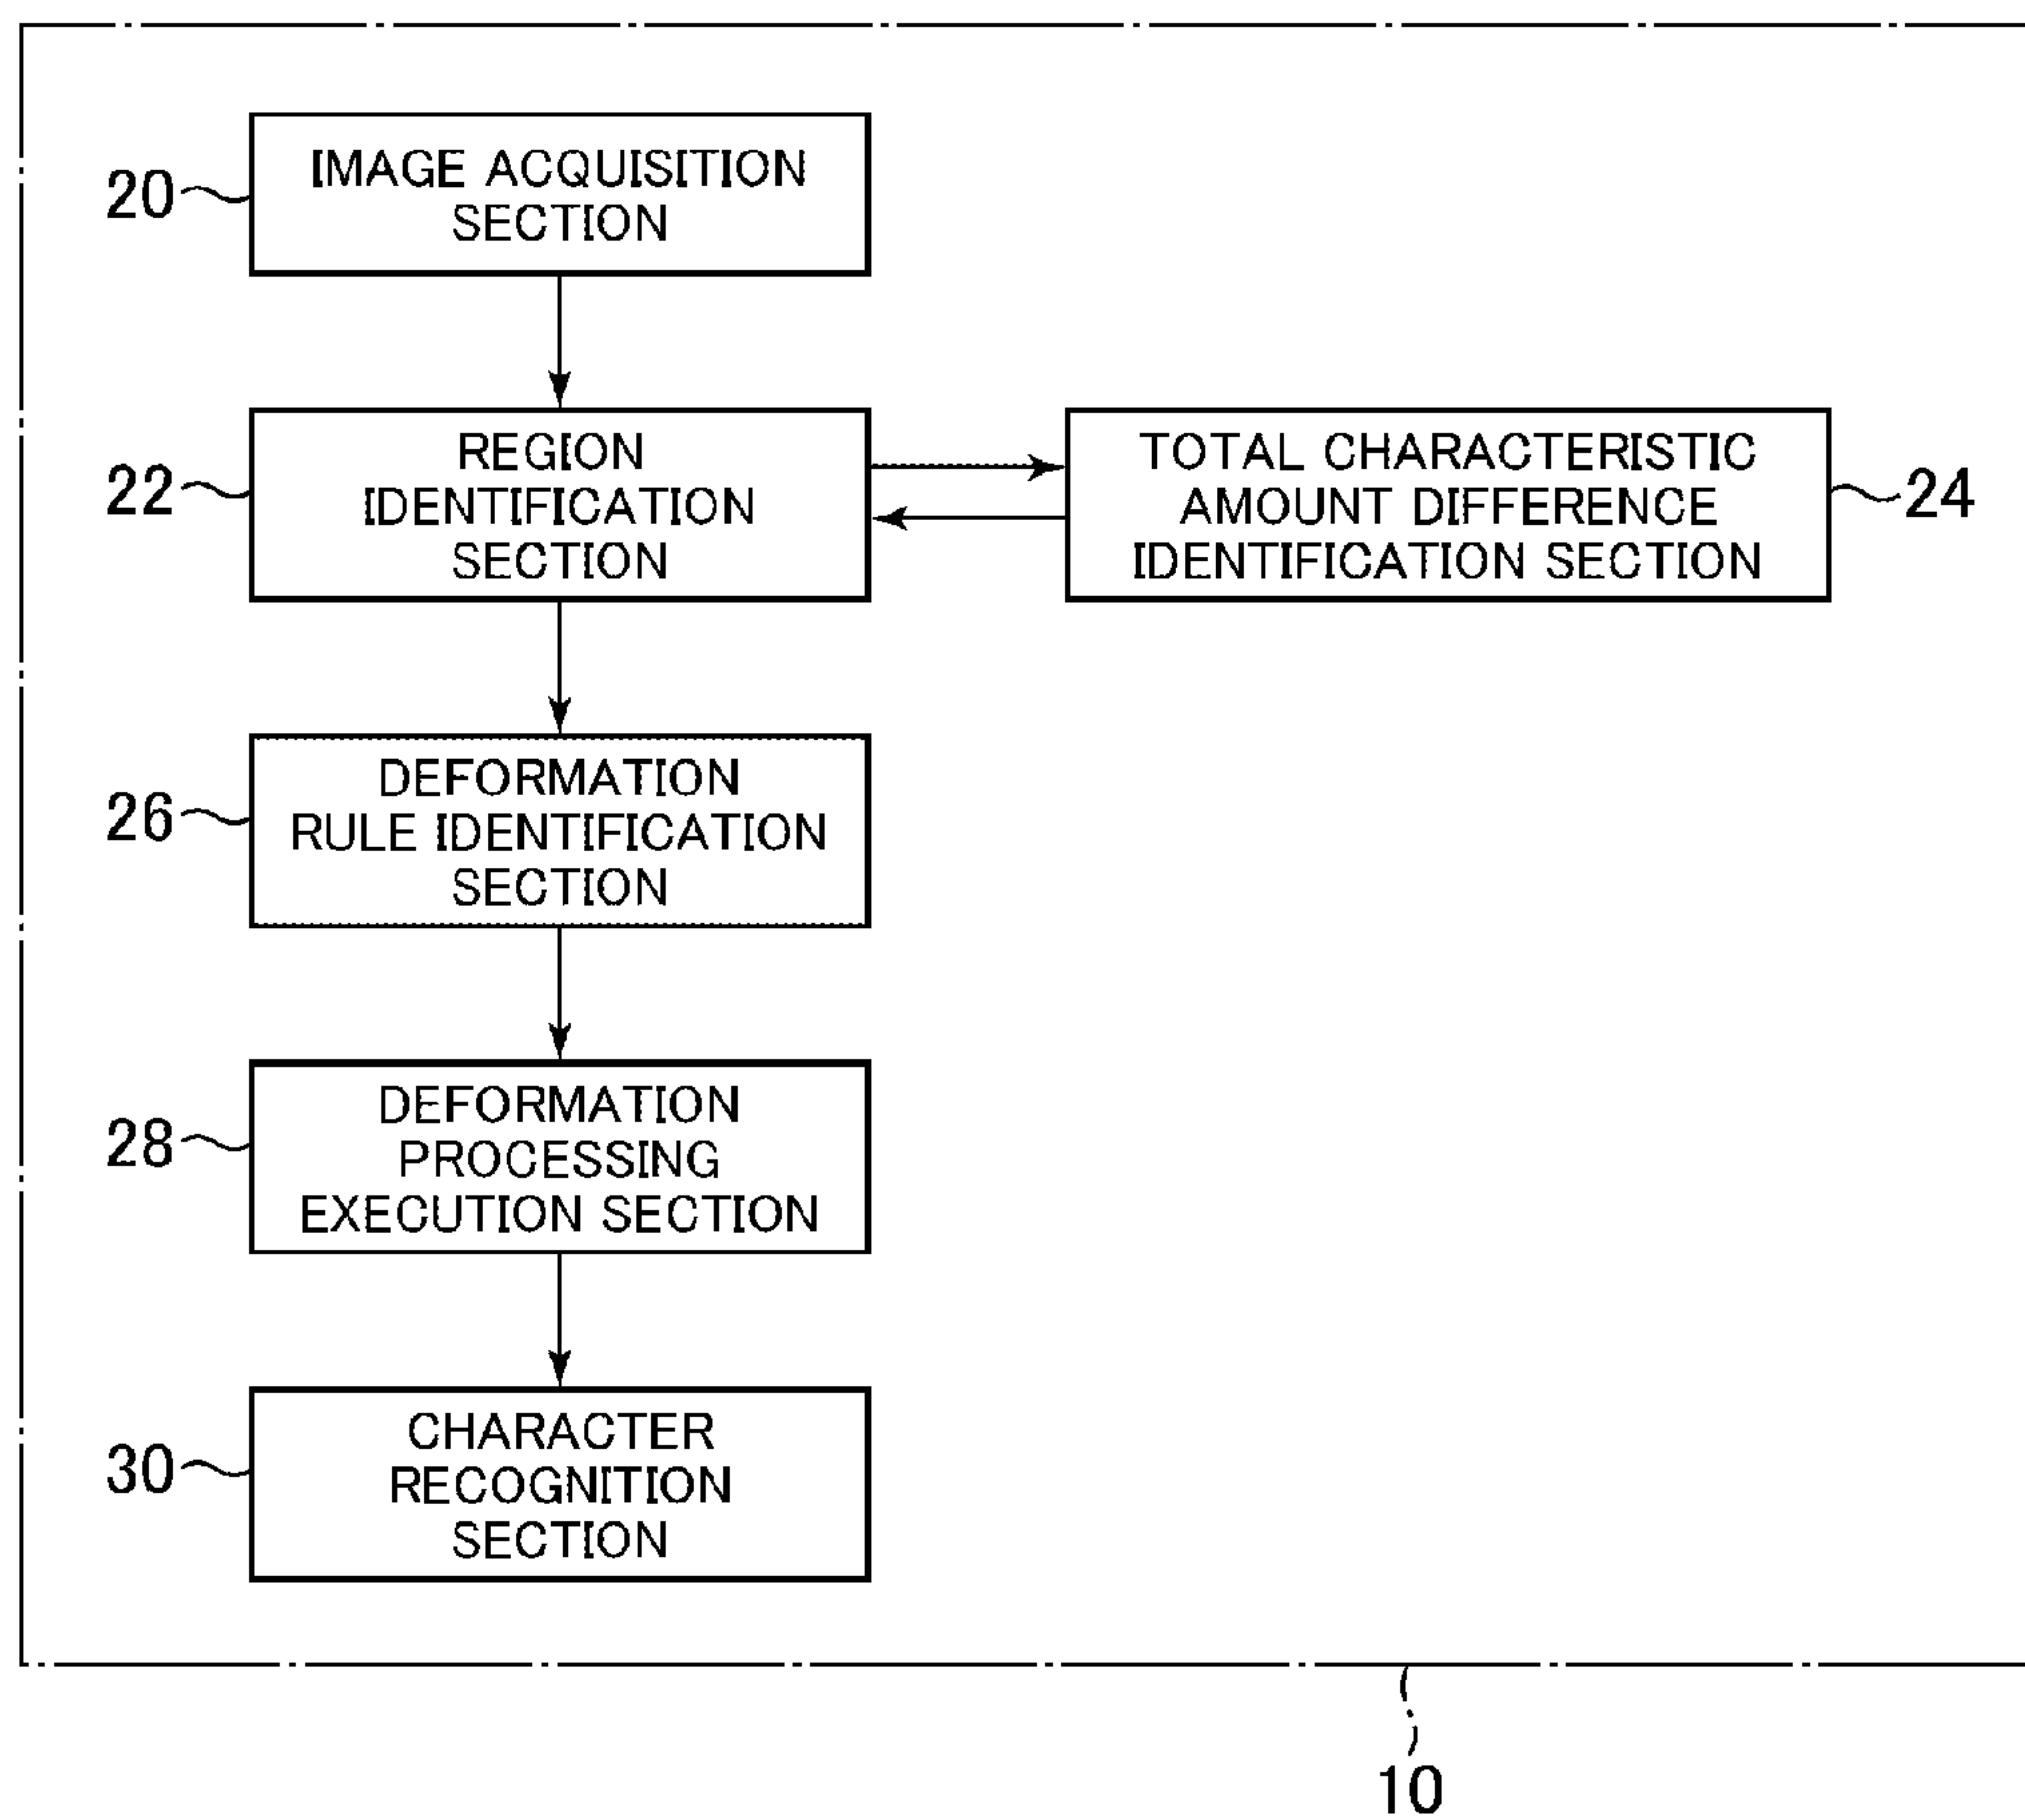 20
IMAGE ACQUISITION
SECTION
22
REGION
IDENTIFICATION
SECTION
TOTAL CHARACTERISTIC
AMOUNT DIFFERENCE
IDENTIFICATION SECTION
24
26
DEFORMATION
RULE IDENTIFICATION
SECTION
28
DEFORMATION
PROCESSING
EXECUTION SECTION
30
CHARACTER
RECOGNITION
SECTION
10